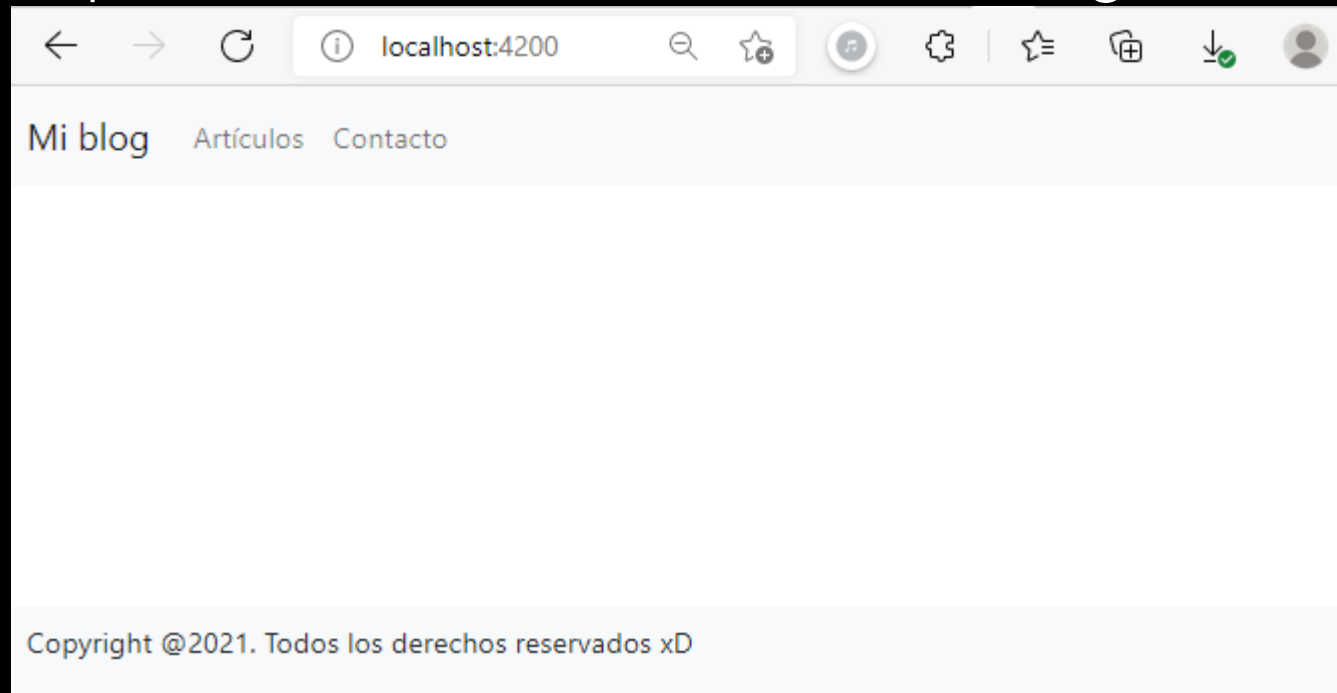 localhost:4200
Mi blog Artículos Contacto
Copyright @2021. Todos los derechos reservados xD